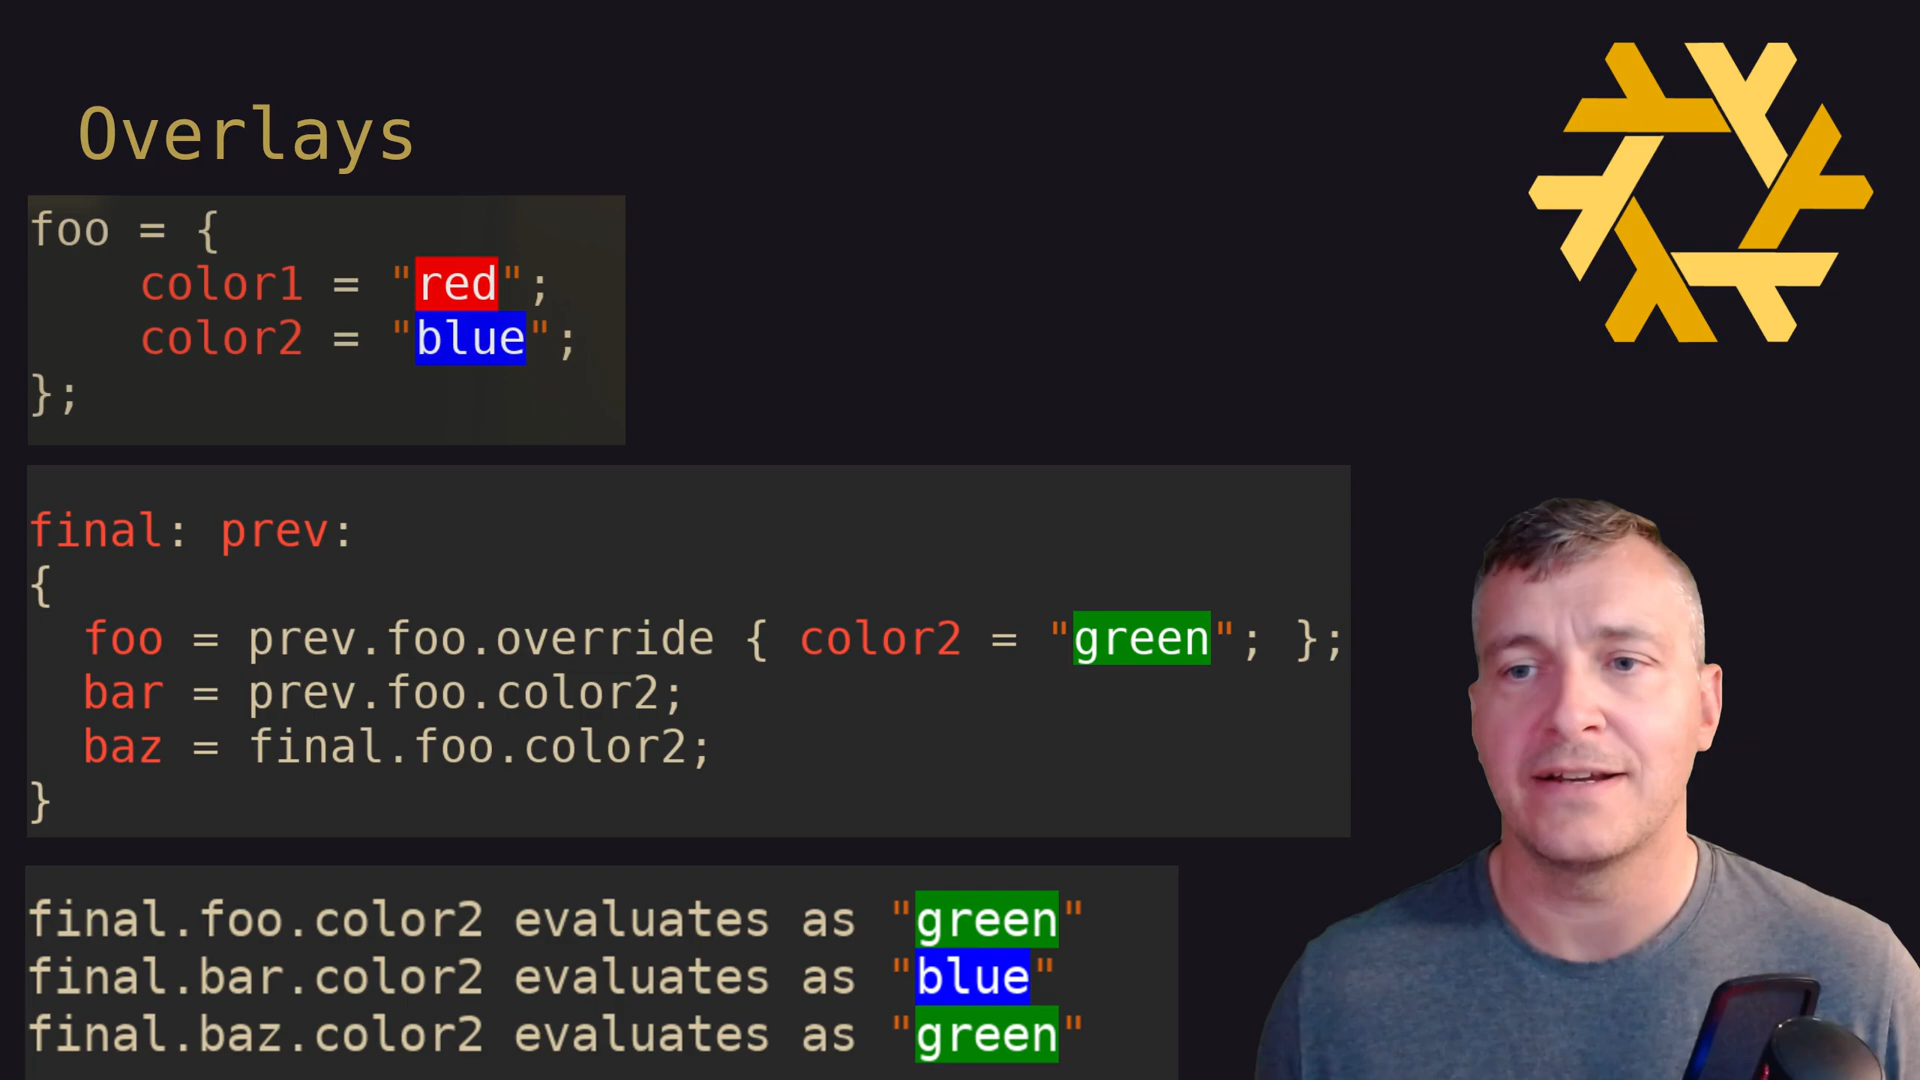 Overlays
foo = {
    color1 = "red";
    color2 = "blue";
};
final: prev:
{
  foo = prev.foo.override { color2 = "green"; };
  bar = prev.foo.color2;
  baz = final.foo.color2;
}
final.foo.color2 evaluates as "green"
final.bar.color2 evaluates as "blue"
final.baz.color2 evaluates as "green"